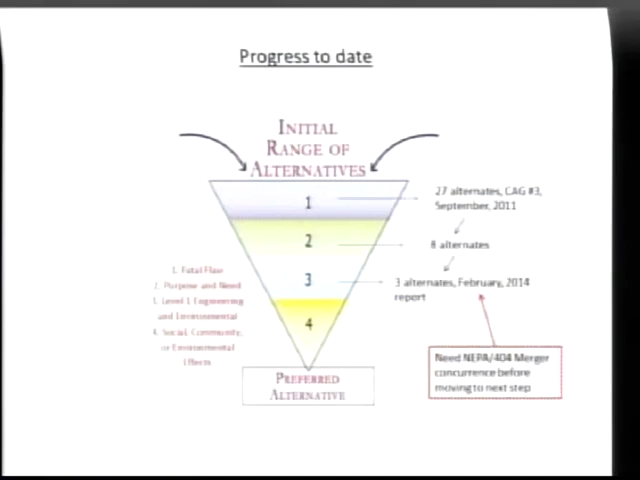 Progress to date
INITIAL
RANGE OF
ALTERNATIVES
1
27 alternates, CAG #3,
September, 2011
2
8 alternates
3
3 alternates, February, 2014
report
4
1. Fatal Flaw
2. Purpose and Need
3. Level 1 Engineering
and Environmental
4. Social, Community,
or Environmental
Effects
Need NEPA/404 Merger
concurrence before
moving to next step
PREFERRED
ALTERNATIVE